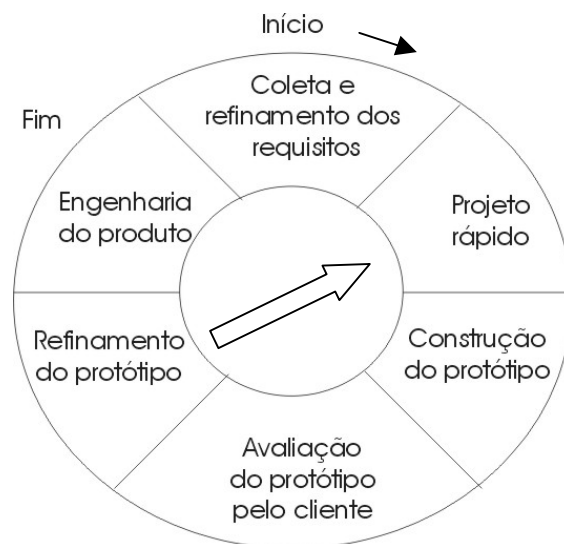 Início
Coleta e
refinamento dos
requisitos
Projeto
rápido
Construção
do protótipo
Avaliação
do protótipo
pelo cliente
Refinamento
do protótipo
Engenharia
do produto
Fim